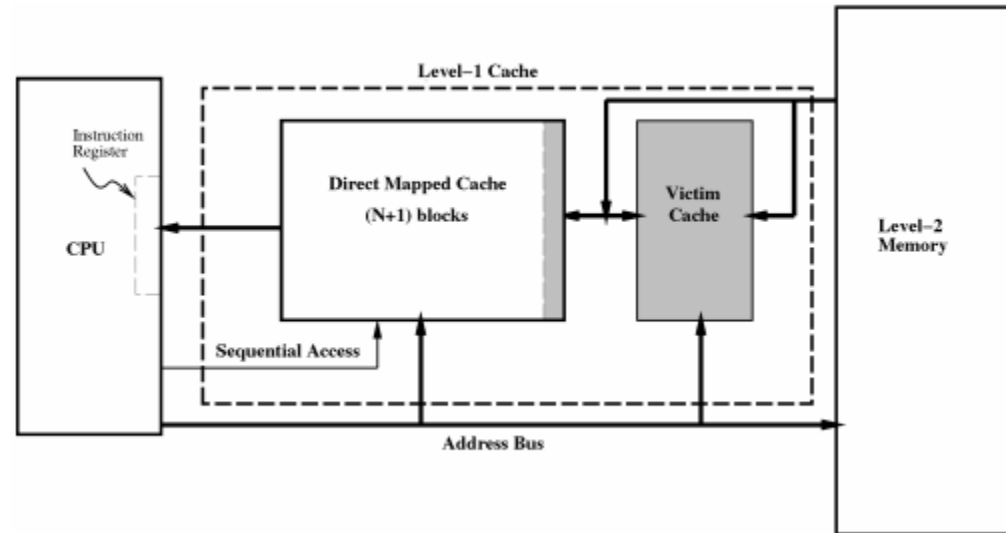 Level-1 Cache
Instruction
Register
Direct Mapped Cache
(N+1) blocks
Victim
Cache
CPU
Level-2
Memory
Sequential Access
Address Bus